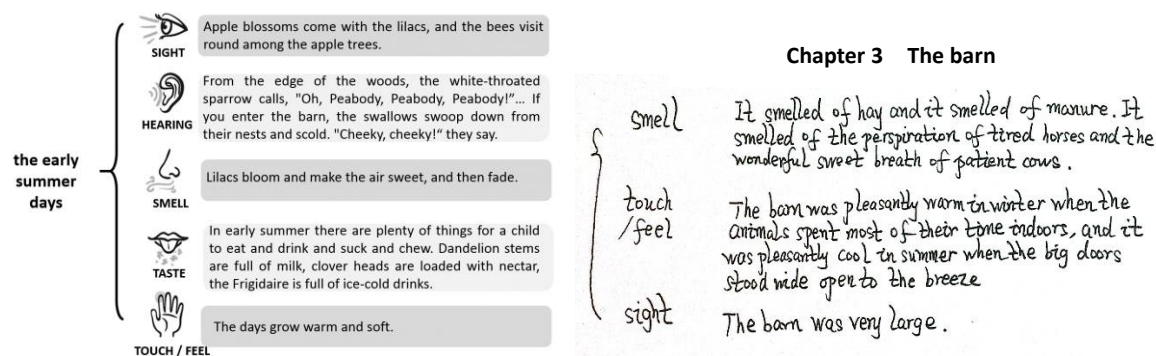 SIGHT
Apple blossoms come with the lilacs, and the bees visit
round among the apple trees.
HEARING
From the edge of the woods, the white-throated
sparrow calls, "Oh, Peabody, Peabody, Peabody!"... If
you enter the barn, the swallows swoop down from
their nests and scold. "Cheeky, cheeky!" they say.
the early
summer
days
SMELL
Lilacs bloom and make the air sweet, and then fade.
TASTE
In early summer there are plenty of things for a child
to eat and drink and suck and chew. Dandelion stems
are full of milk, clover heads are loaded with nectar,
the Frigidaire is full of ice-cold drinks.
TOUCH / FEEL
The days grow warm and soft.
Chapter 3 The barn
smell
It smelled of hay and it smelled of manure. It
smelled of the perspiration of tired horses and the
wonderful sweet breath of patient cows.
touch
/feel
The barn was pleasantly warm in winter when the
animals spent most of their time indoors, and it
was pleasantly cool in summer when the big doors
stood wide open to the breeze
sight
The barn was very large.